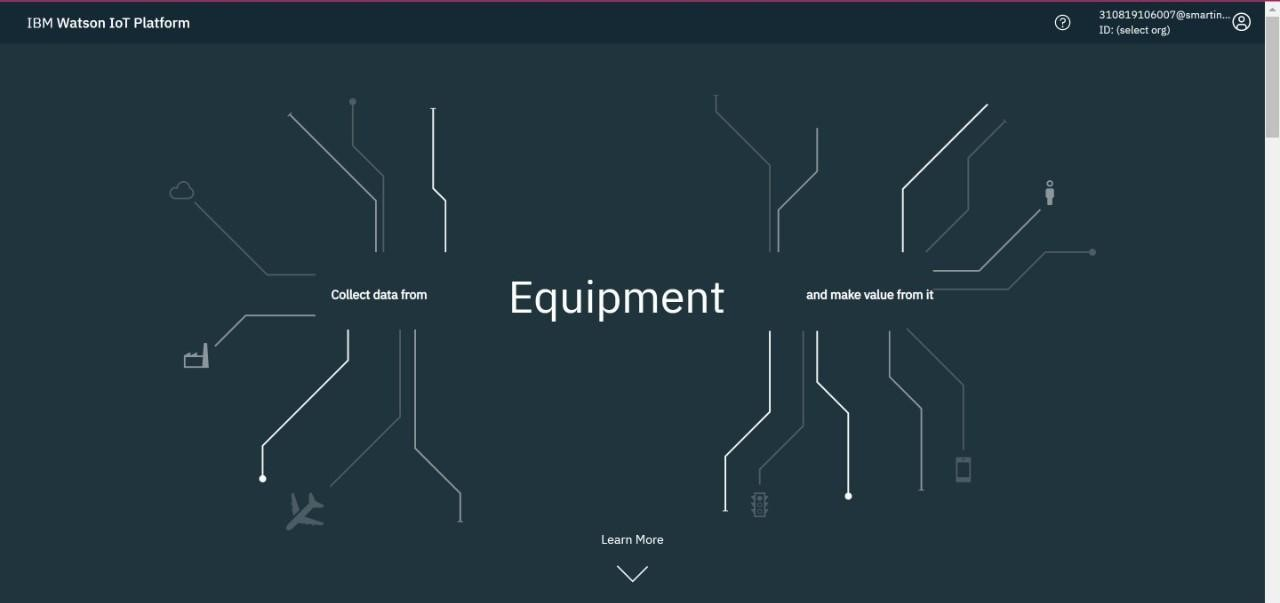 IBM Watson IoT Platform
310819106007@smartin...
ID: (select org)
Collect data from
Equipment
and make value from it
Learn More